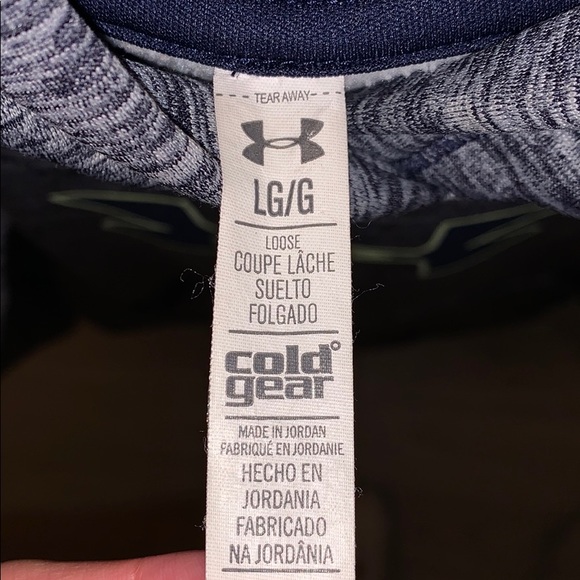 TEAR AWAY
LG/G
LOOSE
COUPE LÂCHE
SUELTO
FOLGADO
cold°
gear
MADE IN JORDAN
FABRIQUÉ EN JORDANIE
HECHO EN
JORDANIA
FABRICADO
NA JORDÂNIA